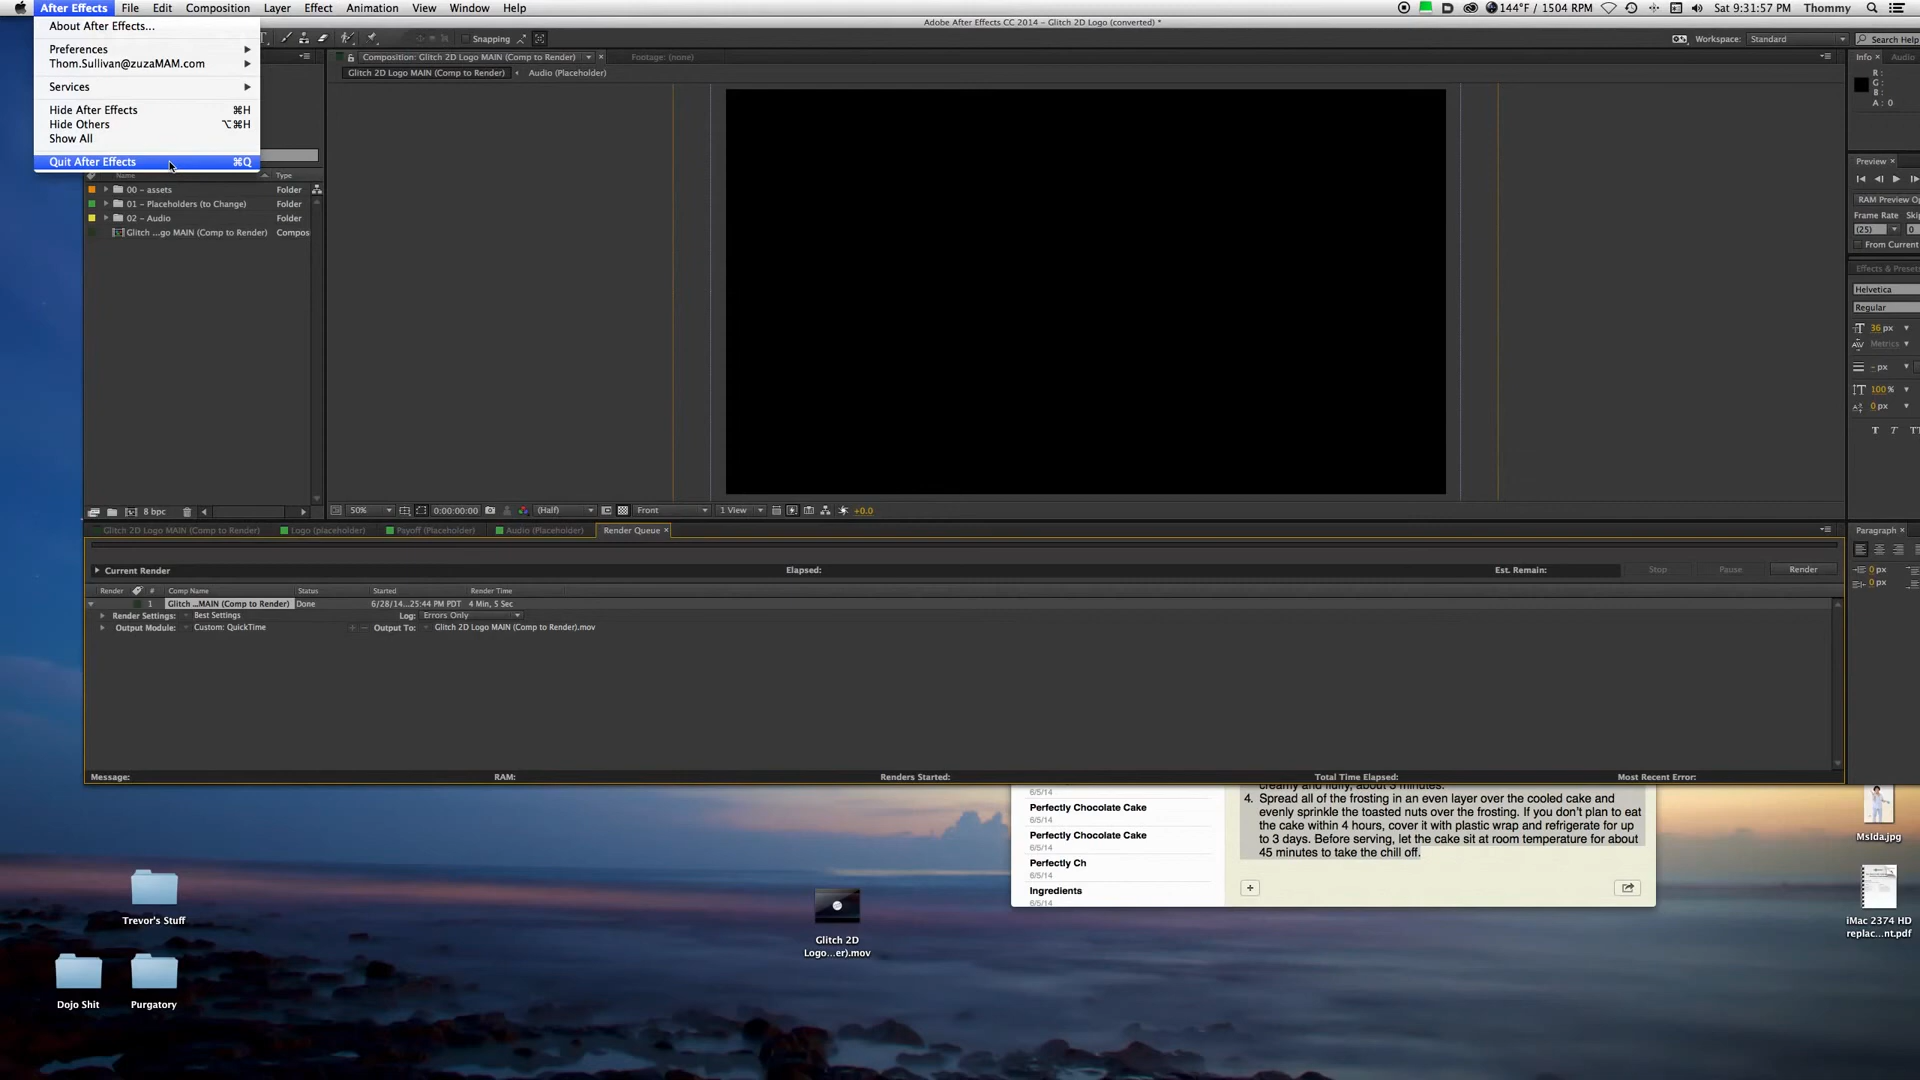 After Effects File Edit Composition Layer Effect Animation View Window Help
144°F / 1504 RPM Sat 9:31:57 PM Thommy
About After Effects...
Preferences
Thom.Sullivan@zuzaMAM.com
Services
Hide After Effects ⌘H
Hide Others ⌥⌘H
Show All
Quit After Effects ⌘Q
Adobe After Effects CC 2014 - Glitch 2D Logo (converted) *
Snapping
Workspace: Standard
Search Help
Composition: Glitch 2D Logo MAIN (Comp to Render)
Footage: (none)
Glitch 2D Logo MAIN (Comp to Render) Audio (Placeholder)
Name Type
00 - assets Folder
01 - Placeholders (to Change) Folder
02 - Audio Folder
Glitch ...go MAIN (Comp to Render) Compos
8 bpc
50% 0:00:00:00 (Half) Front 1 View +0.0
Info Audio
R:
G:
B:
A: 0
Preview
RAM Preview Op
Frame Rate Skip
(25) 0
From Current
Effects & Presets
Helvetica
Regular
36 px
Metrics
- px
100 %
0 px
T T TT
Paragraph
0 px
0 px
Glitch 2D Logo MAIN (Comp to Render) Logo (placeholder) Payoff (Placeholder) Audio (Placeholder) Render Queue
Current Render Elapsed: Est. Remain: Stop Pause Render
Render # Comp Name Status Started Render Time
1 Glitch ...MAIN (Comp to Render) Done 6/28/14...25:44 PM PDT 4 Min, 5 Sec
Render Settings: Best Settings Log: Errors Only
Output Module: Custom: QuickTime Output To: Glitch 2D Logo MAIN (Comp to Render).mov
Message: RAM: Renders Started: Total Time Elapsed: Most Recent Error:
6/5/14
Perfectly Chocolate Cake
6/5/14
Perfectly Chocolate Cake
6/5/14
Perfectly Ch
6/5/14
Ingredients
6/5/14
creamy and fluffy, about 3 minutes.
4. Spread all of the frosting in an even layer over the cooled cake and
evenly sprinkle the toasted nuts over the frosting. If you don't plan to eat
the cake within 4 hours, cover it with plastic wrap and refrigerate for up
to 3 days. Before serving, let the cake sit at room temperature for about
45 minutes to take the chill off.
MsIda.jpg
iMac 2374 HD
replac...nt.pdf
Trevor's Stuff
Glitch 2D
Logo...er).mov
Dojo Shit
Purgatory